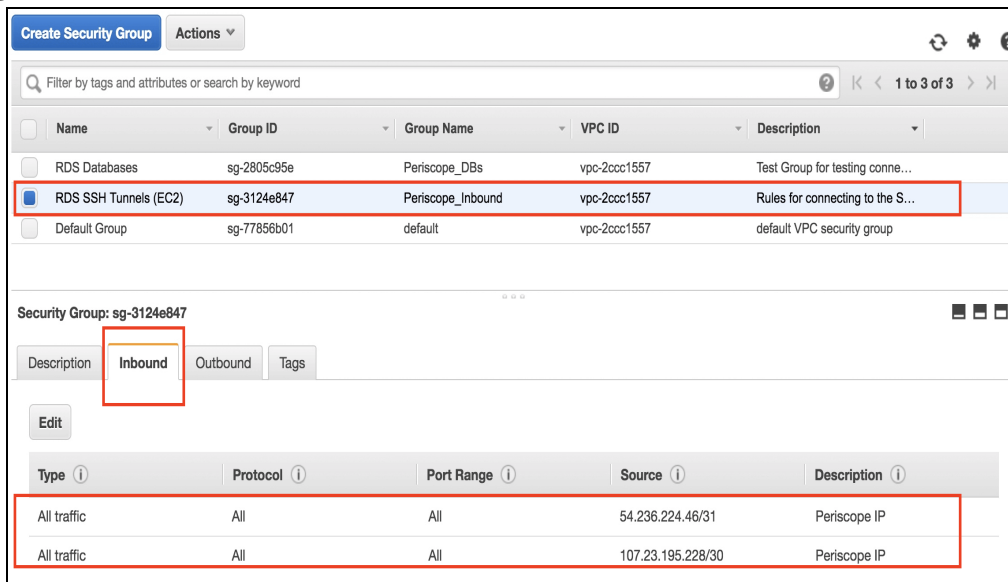 Create Security Group Actions
Filter by tags and attributes or search by keyword 1 to 3 of 3
Name Group ID Group Name VPC ID Description
RDS Databases sg-2805c95e Periscope_DBs vpc-2ccc1557 Test Group for testing conne...
RDS SSH Tunnels (EC2) sg-3124e847 Periscope_Inbound vpc-2ccc1557 Rules for connecting to the S...
Default Group sg-77856b01 default vpc-2ccc1557 default VPC security group
Security Group: sg-3124e847
Description Inbound Outbound Tags
Edit
Type Protocol Port Range Source Description
All traffic All All 54.236.224.46/31 Periscope IP
All traffic All All 107.23.195.228/30 Periscope IP